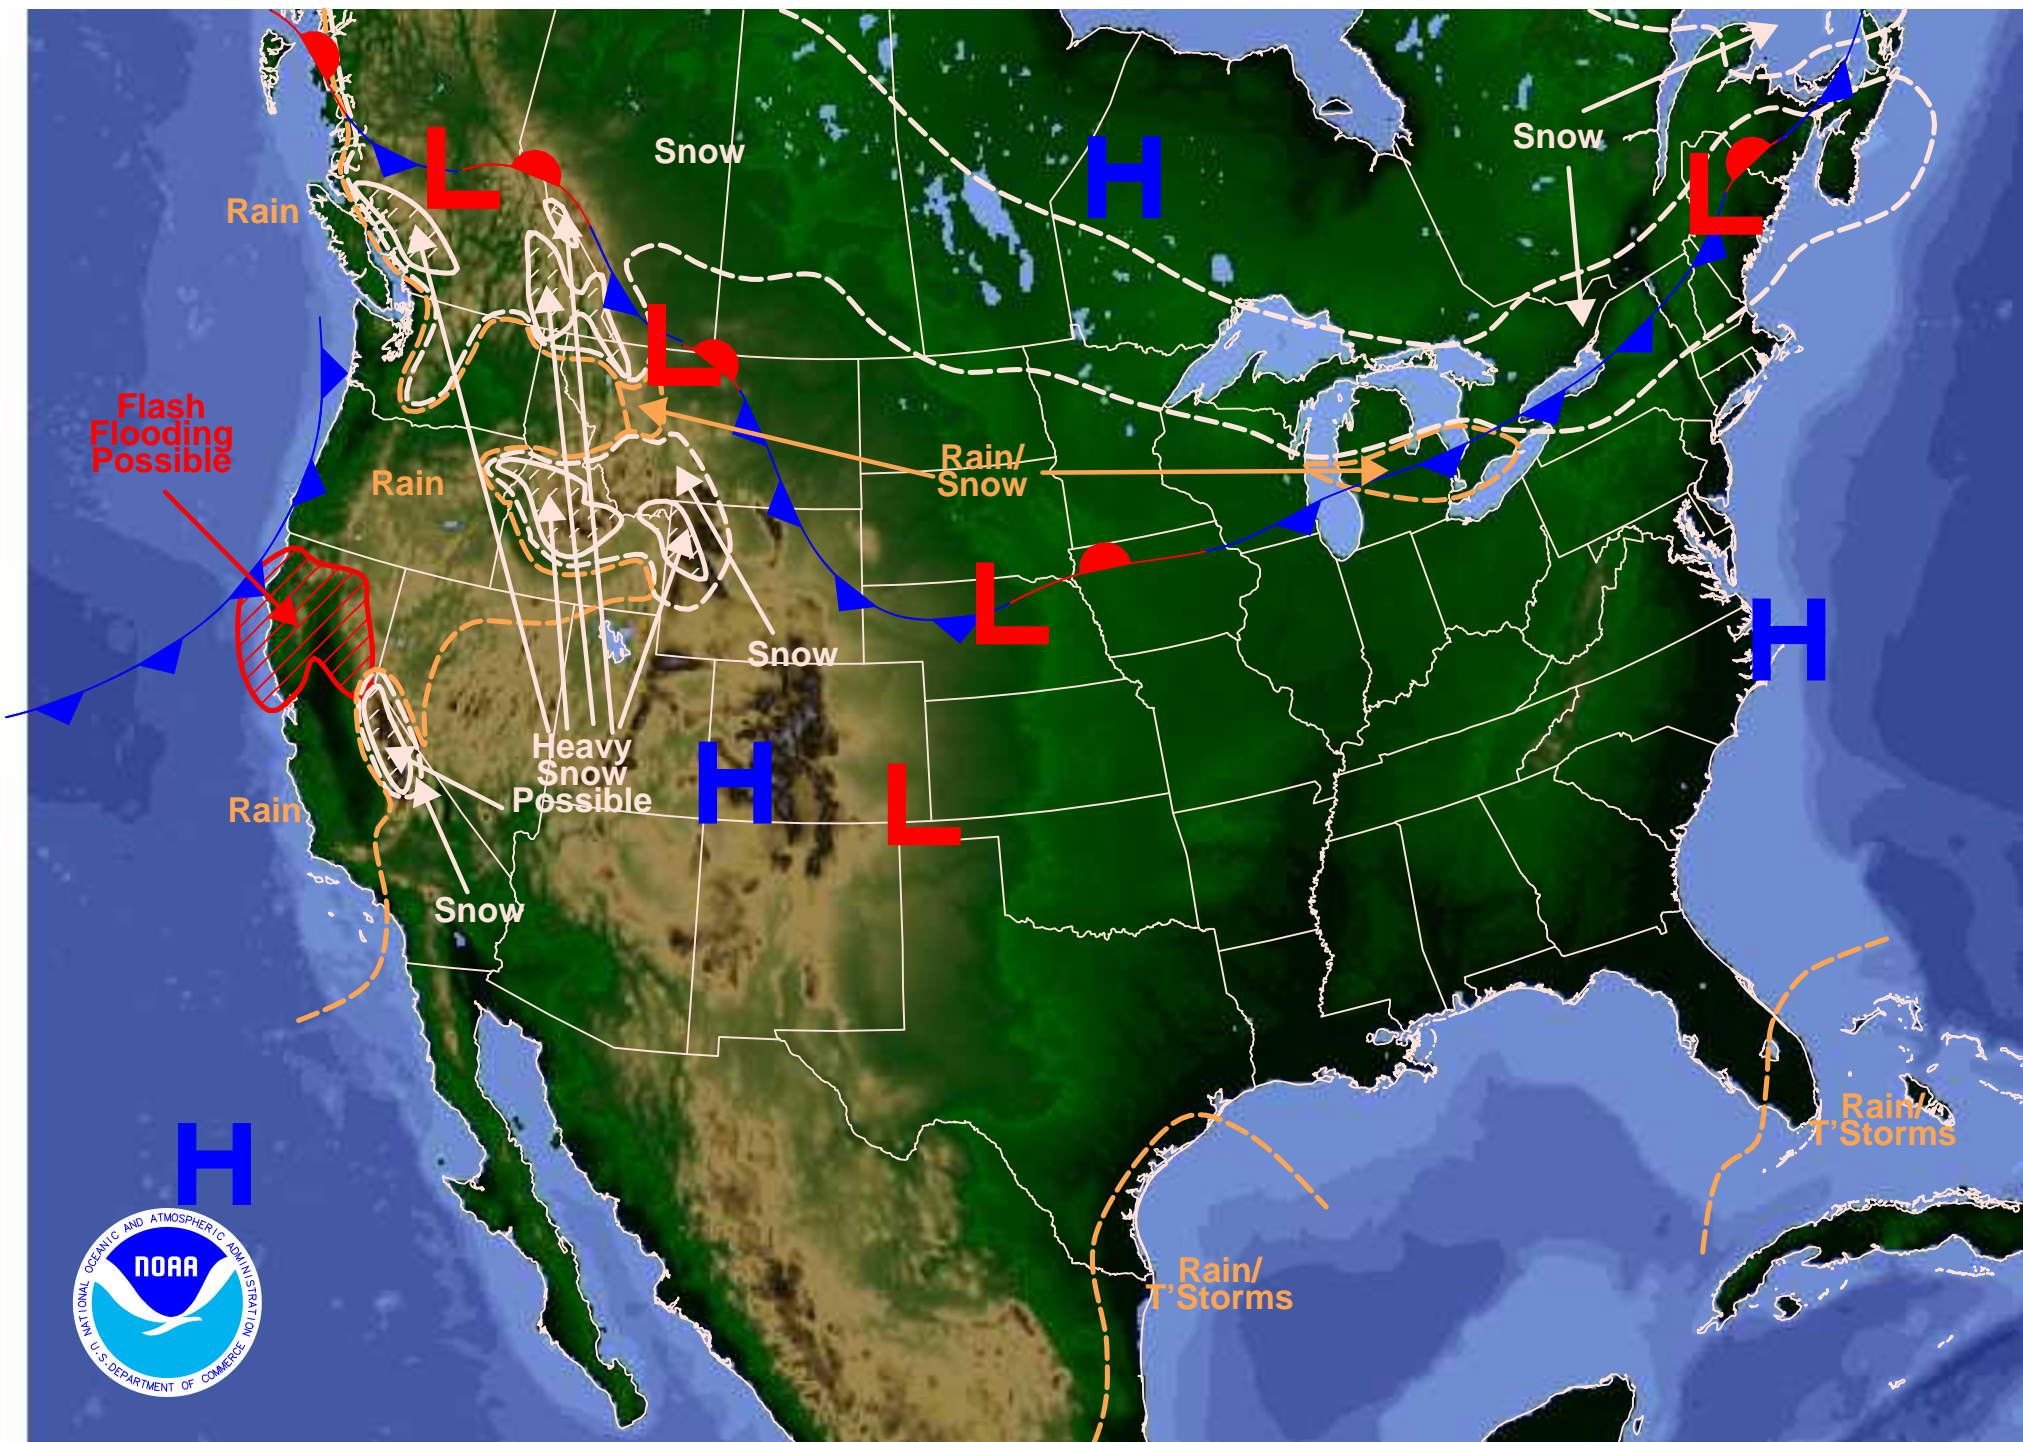 Snow
Snow
H
L
L
Rain
L
Flash
Flooding
Possible
Rain
Rain/
Snow
L
H
Snow
Heavy
Snow
Possible
H
L
Rain
Snow
Rain/
T'Storms
H
Rain/
T'Storms
NATIONAL OCEANIC AND ATMOSPHERIC ADMINISTRATION
NOAA
U.S. DEPARTMENT OF COMMERCE